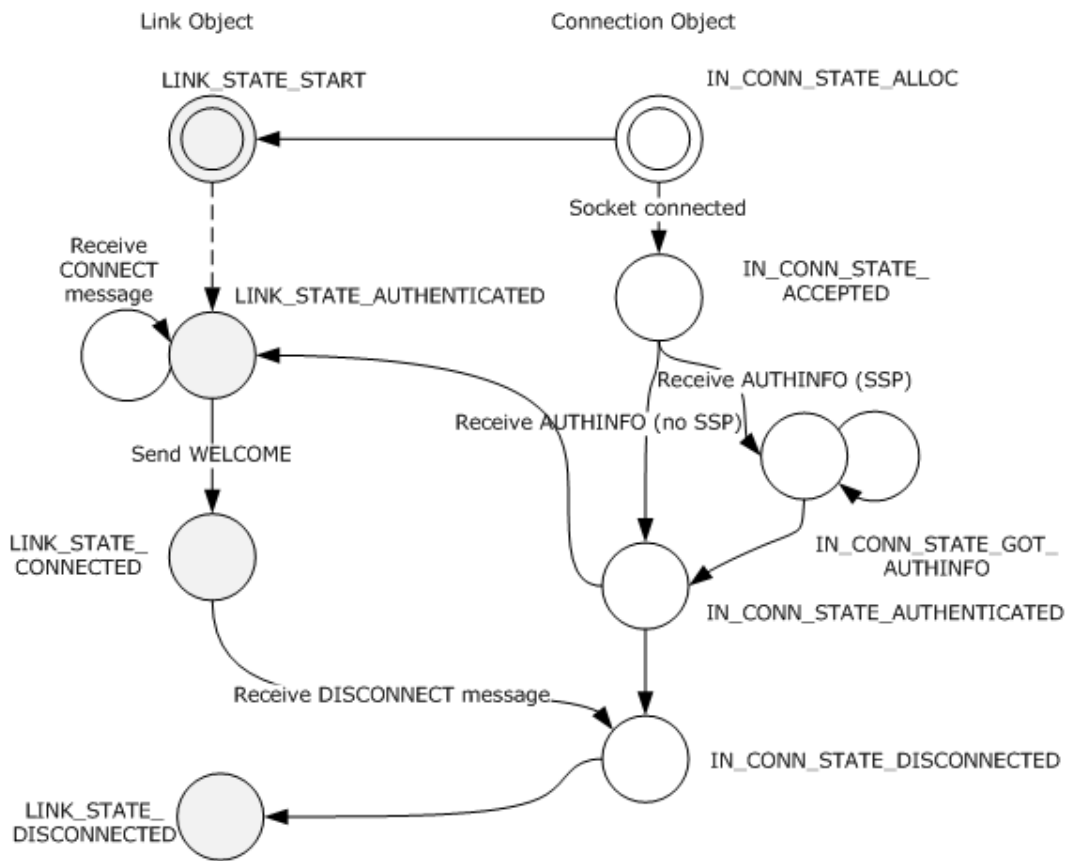 Link Object
Connection Object
LINK_STATE_START
IN_CONN_STATE_ALLOC
Socket connected
Receive
CONNECT
message
LINK_STATE_AUTHENTICATED
IN_CONN_STATE_
ACCEPTED
Receive AUTHINFO (SSP)
Receive AUTHINFO (no SSP)
Send WELCOME
LINK_STATE_
CONNECTED
IN_CONN_STATE_GOT_
AUTHINFO
IN_CONN_STATE_AUTHENTICATED
Receive DISCONNECT message
IN_CONN_STATE_DISCONNECTED
LINK_STATE_
DISCONNECTED